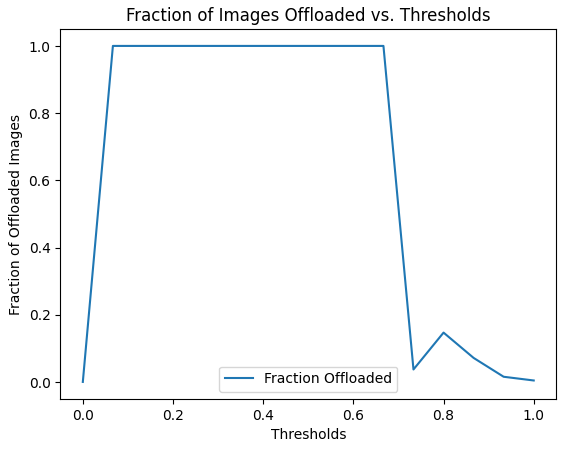 Fraction of Images Offloaded vs. Thresholds
Fraction of Offloaded Images
1.0
0.8
0.6
0.4
0.2
0.0
Fraction Offloaded
0.0 0.2 0.4 0.6 0.8 1.0
Thresholds